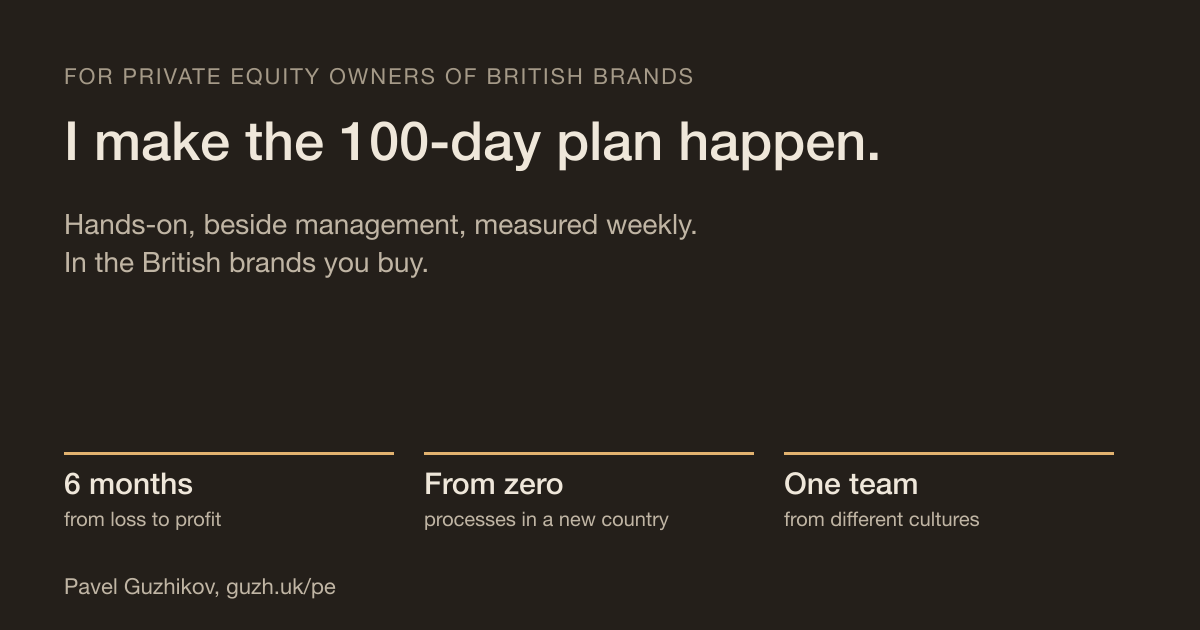 FOR PRIVATE EQUITY OWNERS OF BRITISH BRANDS
I make the 100-day plan happen.
Hands-on, beside management, measured weekly.
In the British brands you buy.
6 months
from loss to profit
From zero
processes in a new country
One team
from different cultures
Pavel Guzhikov, guzh.uk/pe